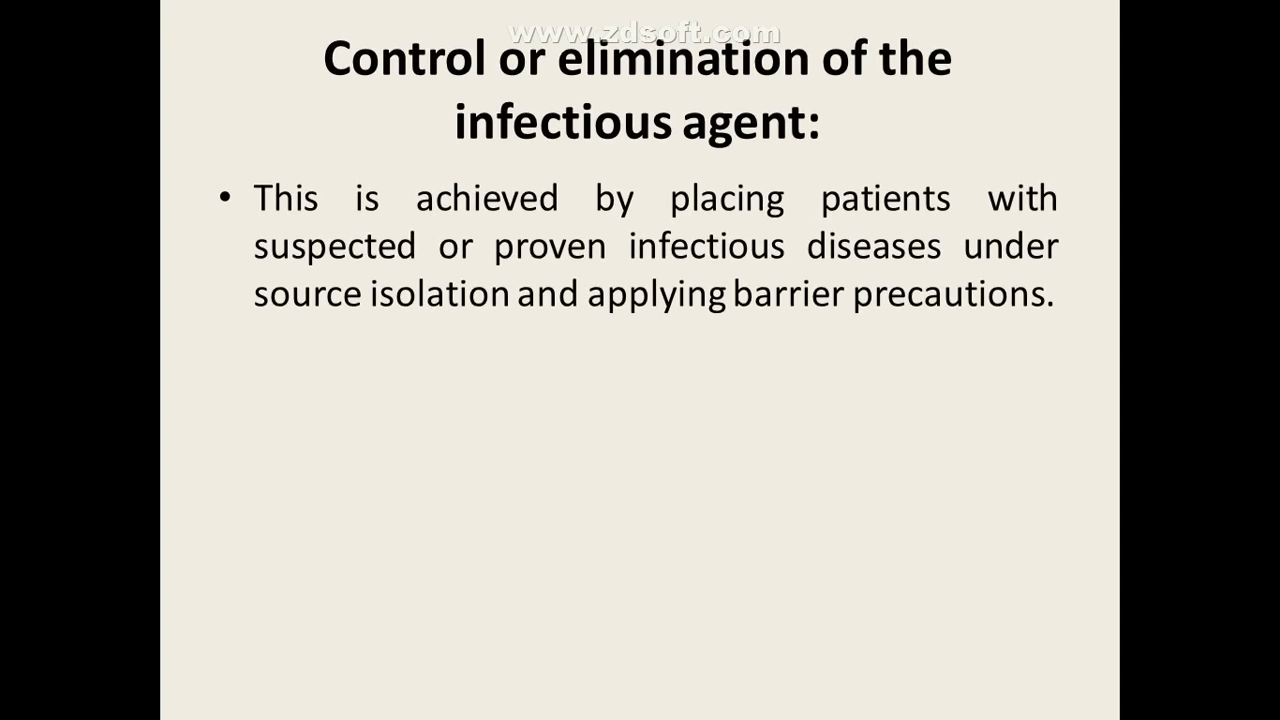 www.zdsoft.com
Control or elimination of the
infectious agent:
• This is achieved by placing patients with
suspected or proven infectious diseases under
source isolation and applying barrier precautions.